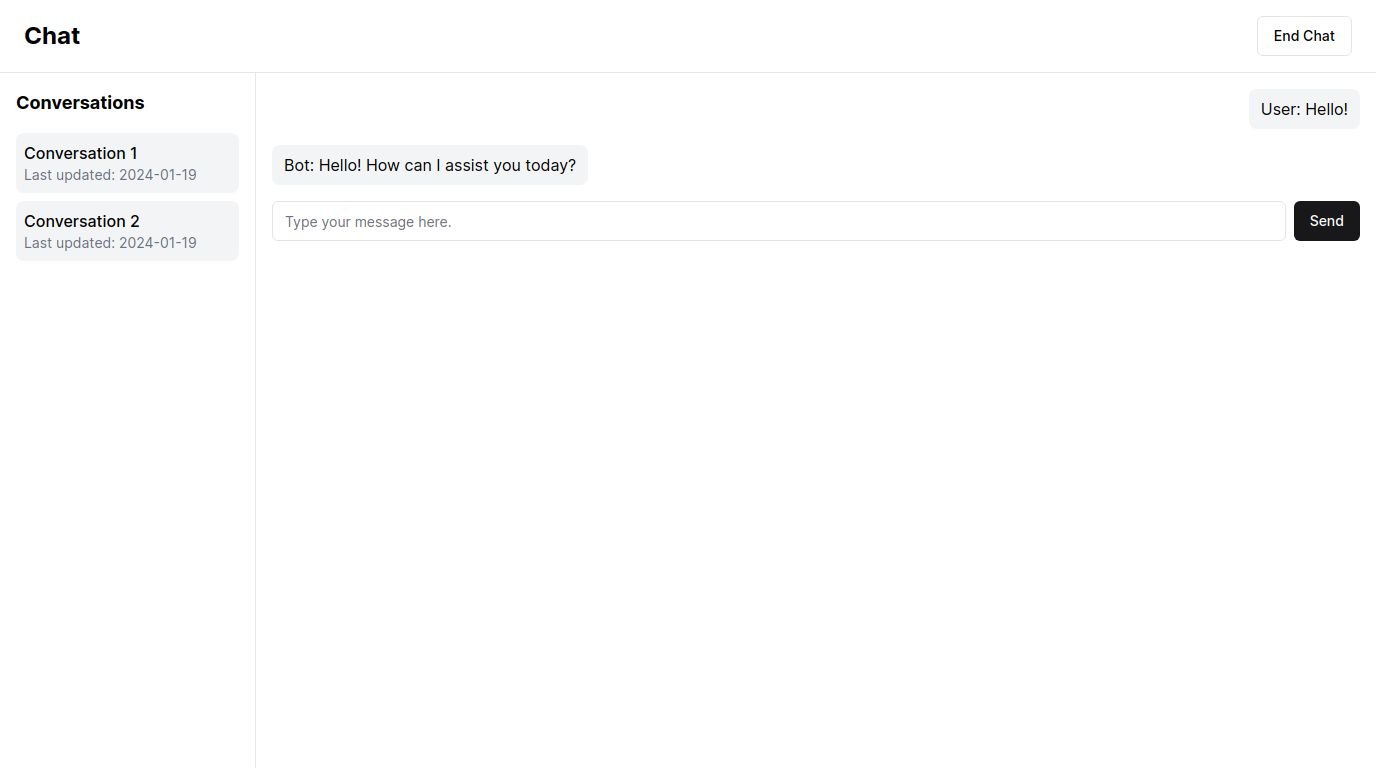 Chat
End Chat
Conversations
Conversation 1
Last updated: 2024-01-19
Conversation 2
Last updated: 2024-01-19
User: Hello!
Bot: Hello! How can I assist you today?
Type your message here.
Send